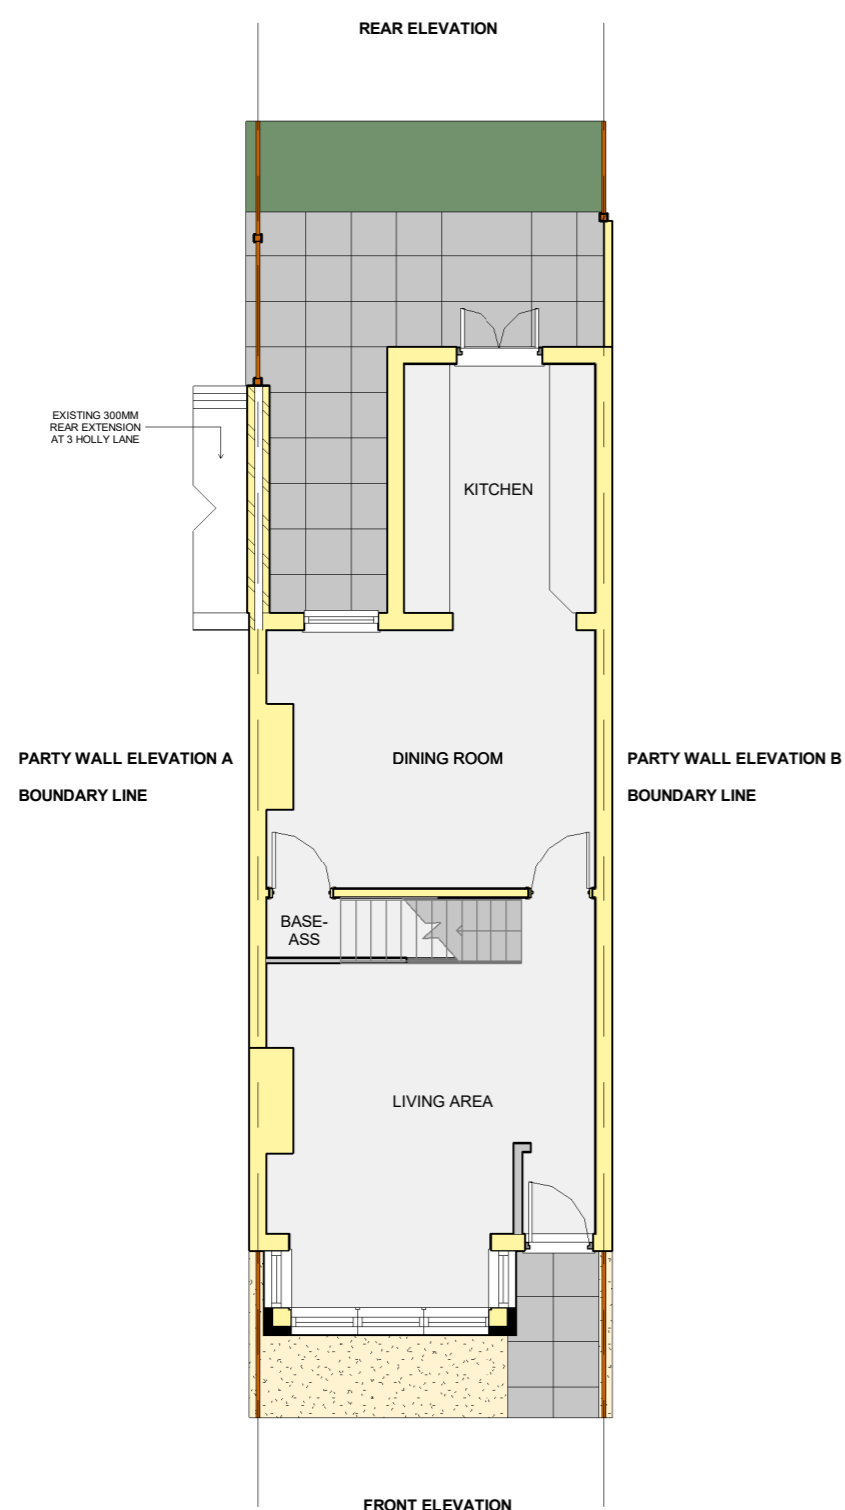 REAR ELEVATION
EXISTING 300MM
REAR EXTENSION
AT 3 HOLLY LANE
KITCHEN
PARTY WALL ELEVATION A
BOUNDARY LINE
DINING ROOM
PARTY WALL ELEVATION B
BOUNDARY LINE
BASE-
ASS
LIVING AREA
FRONT ELEVATION